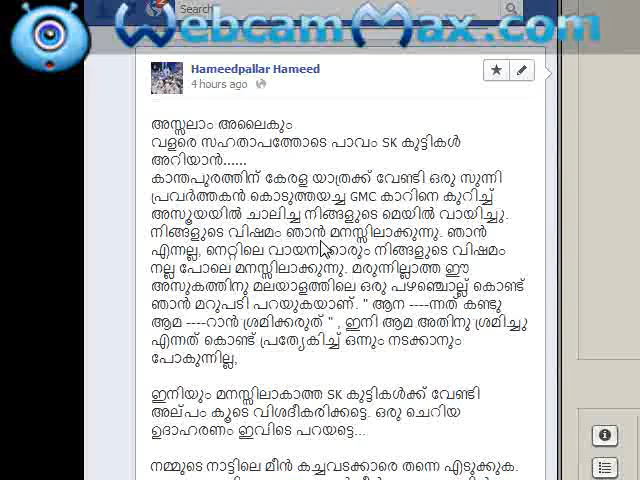 Search
WebcamMax.com
Hameedpallar Hameed
4 hours ago
അസ്സലാം അലൈകും
വളരെ സഹതാപത്തോടെ പാവം SK കുട്ടികൾ
അറിയാൻ......
കാന്തപുരത്തിന് കേരള യാത്രക്ക് വേണ്ടി ഒരു സുന്നി
പ്രവർത്തകൻ കൊടുത്തയച്ച GMC കാറിനെ കുറിച്ച്
അസൂയയിൽ ചാലിച്ച നിങ്ങളുടെ മെയിൽ വായിച്ചു.
നിങ്ങളുടെ വിഷമം ഞാൻ മനസ്സിലാക്കുന്നു. ഞാൻ
എന്നല്ല, നെറ്റിലെ വായനക്കാരും നിങ്ങളുടെ വിഷമം
നല്ല പോലെ മനസ്സിലാക്കുന്നു. മരുന്നില്ലാത്ത ഈ
അസുകത്തിനു മലയാളത്തിലെ ഒരു പഴഞ്ചൊല്ല് കൊണ്ട്
ഞാൻ മറുപടി പറയുകയാണ്. " ആന ----ന്നത് കണ്ടു
ആമ ----റാൻ ശ്രമിക്കരുത് " , ഇനി ആമ അതിനു ശ്രമിച്ചു
എന്നത് കൊണ്ട് പ്രത്യേകിച്ച് ഒന്നും നടക്കാനും
പോകുന്നില്ല,
ഇനിയും മനസ്സിലാകാത്ത SK കുട്ടികൾക്ക് വേണ്ടി
അല്പം കൂടെ വിശദീകരിക്കട്ടെ. ഒരു ചെറിയ
ഉദാഹരണം ഇവിടെ പറയട്ടെ...
നമ്മുടെ നാട്ടിലെ മീൻ കച്ചവടക്കാരെ തന്നെ എടുക്കുക.